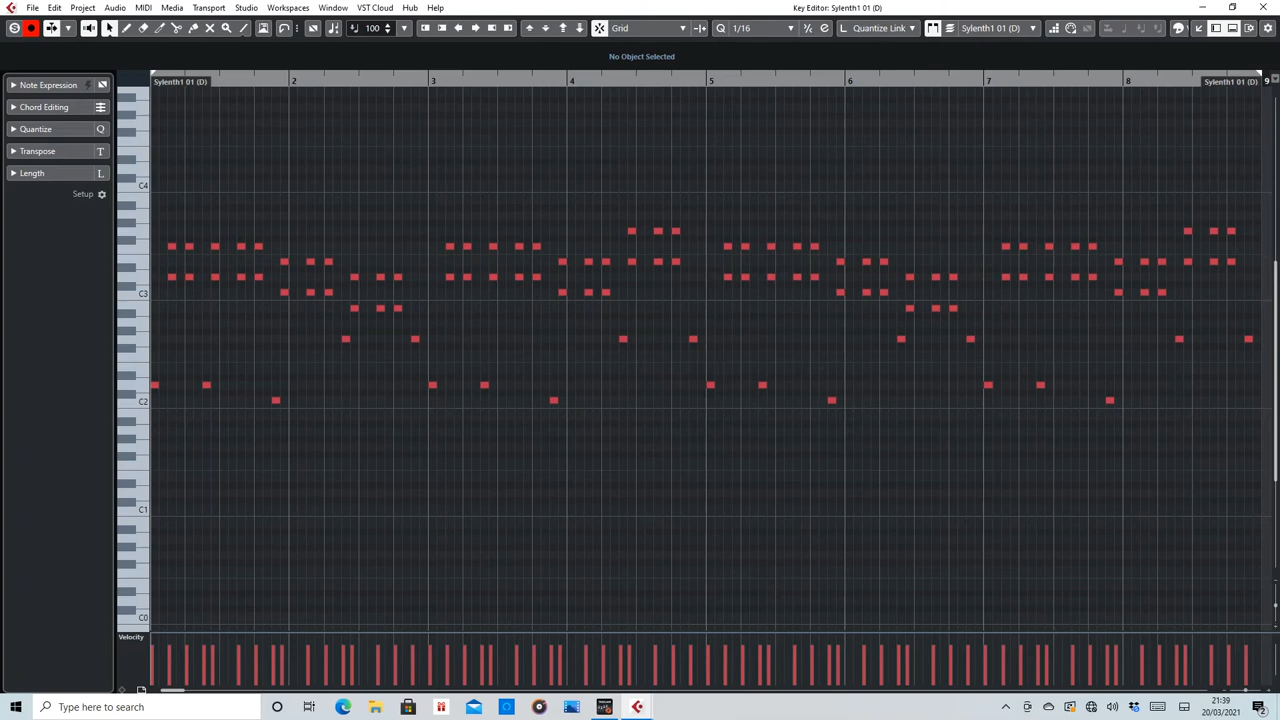 File Edit Project Audio MIDI Media Transport Studio Workspaces Window VST Cloud Hub Help
Key Editor: Sylenth1 01 (D)
S 100 Grid Q 1/16 L Quantize Link Sylenth1 01 (D)
No Object Selected
Sylenth1 01 (D) 2 3 4 5 6 7 8 Sylenth1 01 (D) 9
Note Expression
Chord Editing
Quantize Q
Transpose T
Length L
Setup
C4
C3
C2
C1
C0
Velocity
Type here to search
21:39
20/03/2021
2